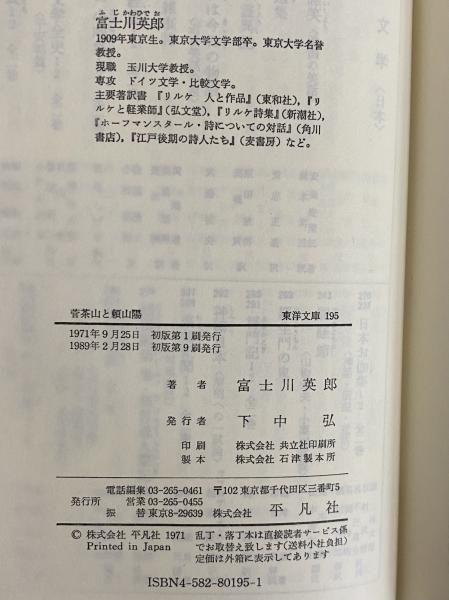 ふじかわひでお
富士川英郎
1909年東京生。東京大学文学部卒。東京大学名誉
教授。
現職 玉川大学教授。
専攻 ドイツ文学・比較文学。
主要著訳書 『リルケ 人と作品』(東和社),『リ
ルケと軽業師』(弘文堂),『リルケ詩集』(新潮社),
『ホーフマンスタール・詩についての対話』(角川
書店),『江戸後期の詩人たち』(麦書房)など。
菅茶山と頼山陽 東洋文庫 195
1971年9月25日 初版第1刷発行
1989年2月28日 初版第9刷発行
著者 富士川英郎
発行者 下中弘
印刷 株式会社 共立社印刷所
製本 株式会社 石津製本所
電話編集 03-265-0461 〒102 東京都千代田区三番町5
発行所 営業 03-265-0455
振替 東京8-29639 株式会社 平凡社
© 株式会社 平凡社 1971 乱丁・落丁本は直接読者サービス係
Printed in Japan でお取替え致します(送料小社負担)
定価は外箱に表示してあります
ISBN4-582-80195-1